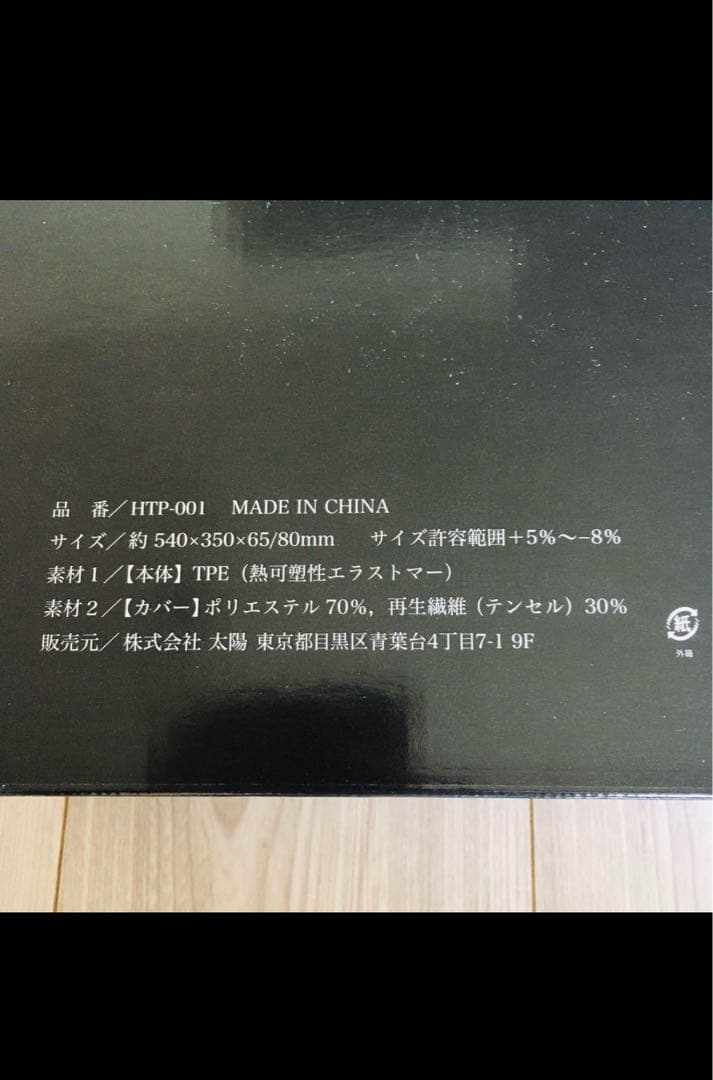 品 番／HTP-001 MADE IN CHINA
サイズ／約 540×350×65/80mm サイズ許容範囲＋5%〜−8%
素材1／【本体】TPE（熱可塑性エラストマー）
素材2／【カバー】ポリエステル 70%, 再生繊維（テンセル）30%
販売元／株式会社 太陽 東京都目黒区青葉台4丁目7-1 9F
紙
外箱